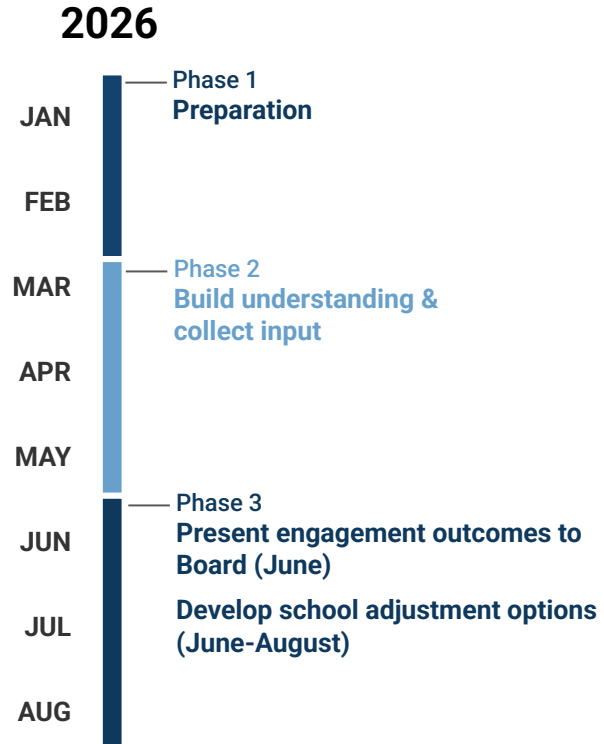 2026
JAN
Phase 1
Preparation
FEB
MAR
Phase 2
Build understanding &
collect input
APR
MAY
JUN
Phase 3
Present engagement outcomes to
Board (June)
JUL
Develop school adjustment options
(June-August)
AUG